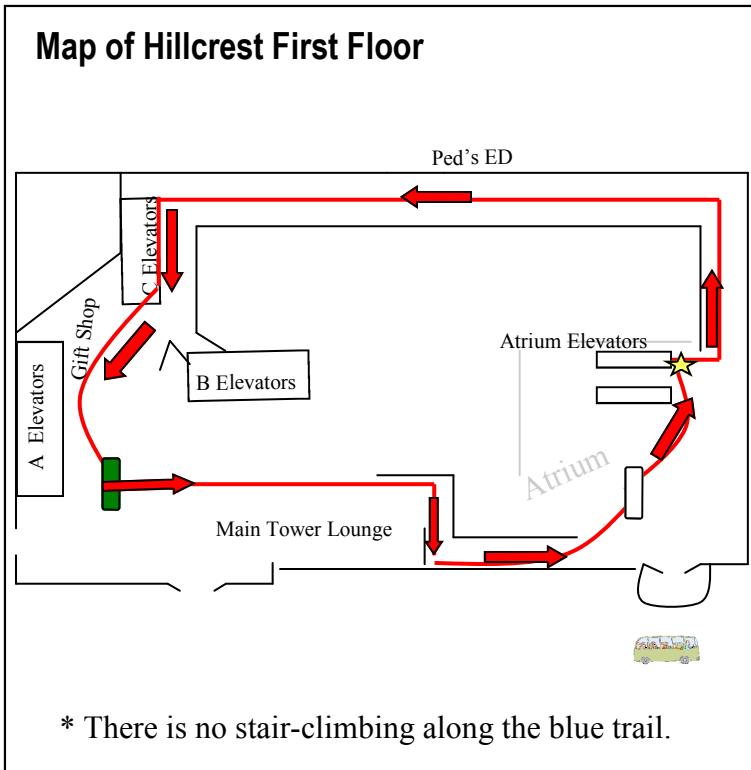 Map of Hillcrest First Floor
Ped's ED
C Elevators
Gift Shop
Atrium Elevators
B Elevators
A Elevators
Atrium
Main Tower Lounge
* There is no stair-climbing along the blue trail.